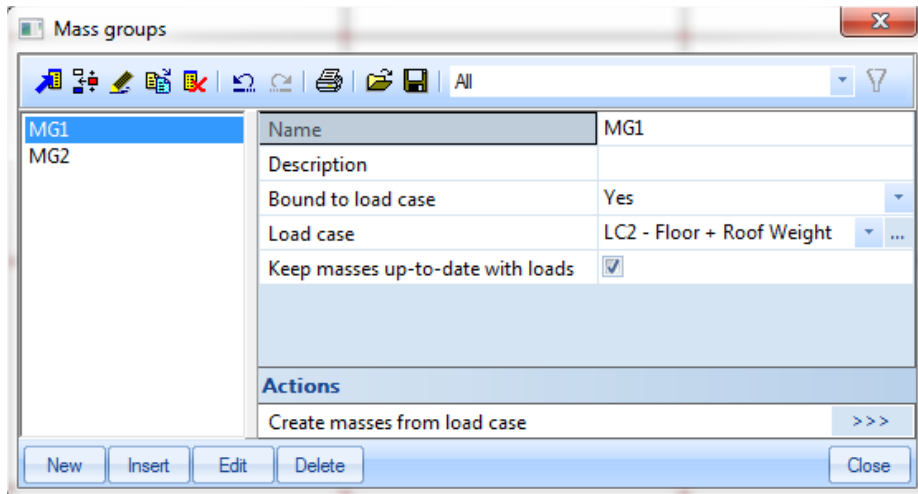 Mass groups
All
MG1
MG2
Name MG1
Description
Bound to load case Yes
Load case LC2 - Floor + Roof Weight ...
Keep masses up-to-date with loads
Actions
Create masses from load case >>>
New Insert Edit Delete Close